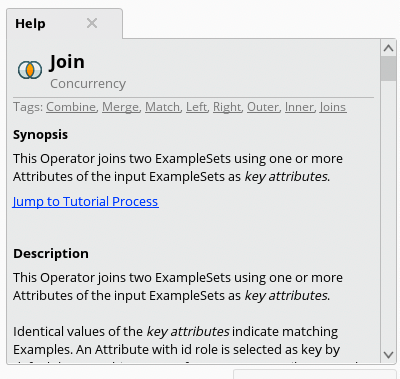 Help
Join
Concurrency
Tags: Combine, Merge, Match, Left, Right, Outer, Inner, Joins
Synopsis
This Operator joins two ExampleSets using one or more
Attributes of the input ExampleSets as key attributes.
Jump to Tutorial Process
Description
This Operator joins two ExampleSets using one or more
Attributes of the input ExampleSets as key attributes.
Identical values of the key attributes indicate matching
Examples. An Attribute with id role is selected as key by